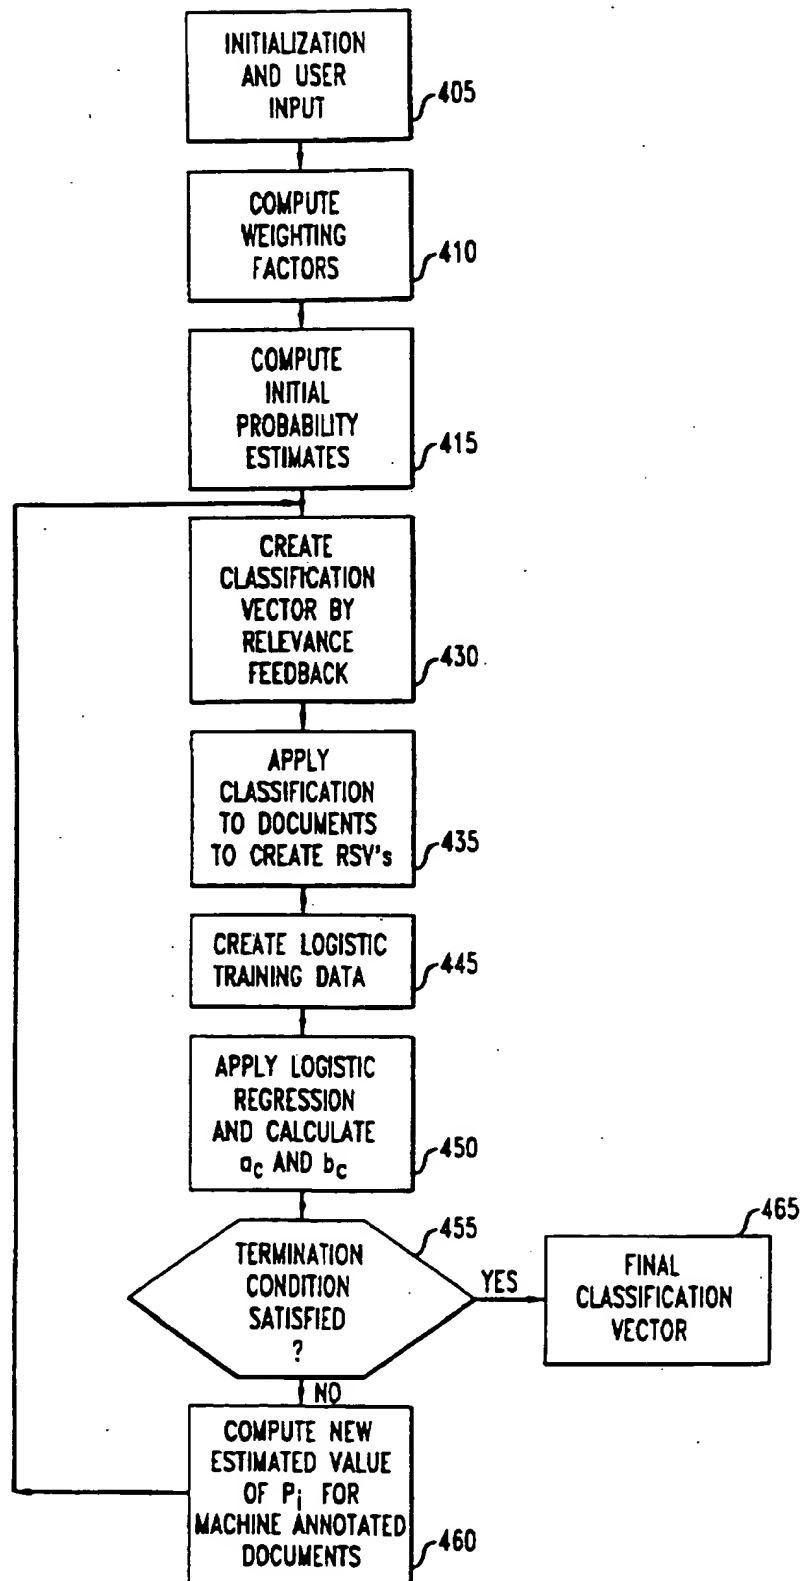 INITIALIZATION
AND USER
INPUT
405
COMPUTE
WEIGHTING
FACTORS
410
COMPUTE
INITIAL
PROBABILITY
ESTIMATES
415
CREATE
CLASSIFICATION
VECTOR BY
RELEVANCE
FEEDBACK
430
APPLY
CLASSIFICATION
TO DOCUMENTS
TO CREATE RSV's
435
CREATE LOGISTIC
TRAINING DATA
445
APPLY LOGISTIC
REGRESSION
AND CALCULATE
ac AND bc
450
TERMINATION
CONDITION
SATISFIED
?
455
YES
FINAL
CLASSIFICATION
VECTOR
465
NO
COMPUTE NEW
ESTIMATED VALUE
OF Pi FOR
MACHINE ANNOTATED
DOCUMENTS
460